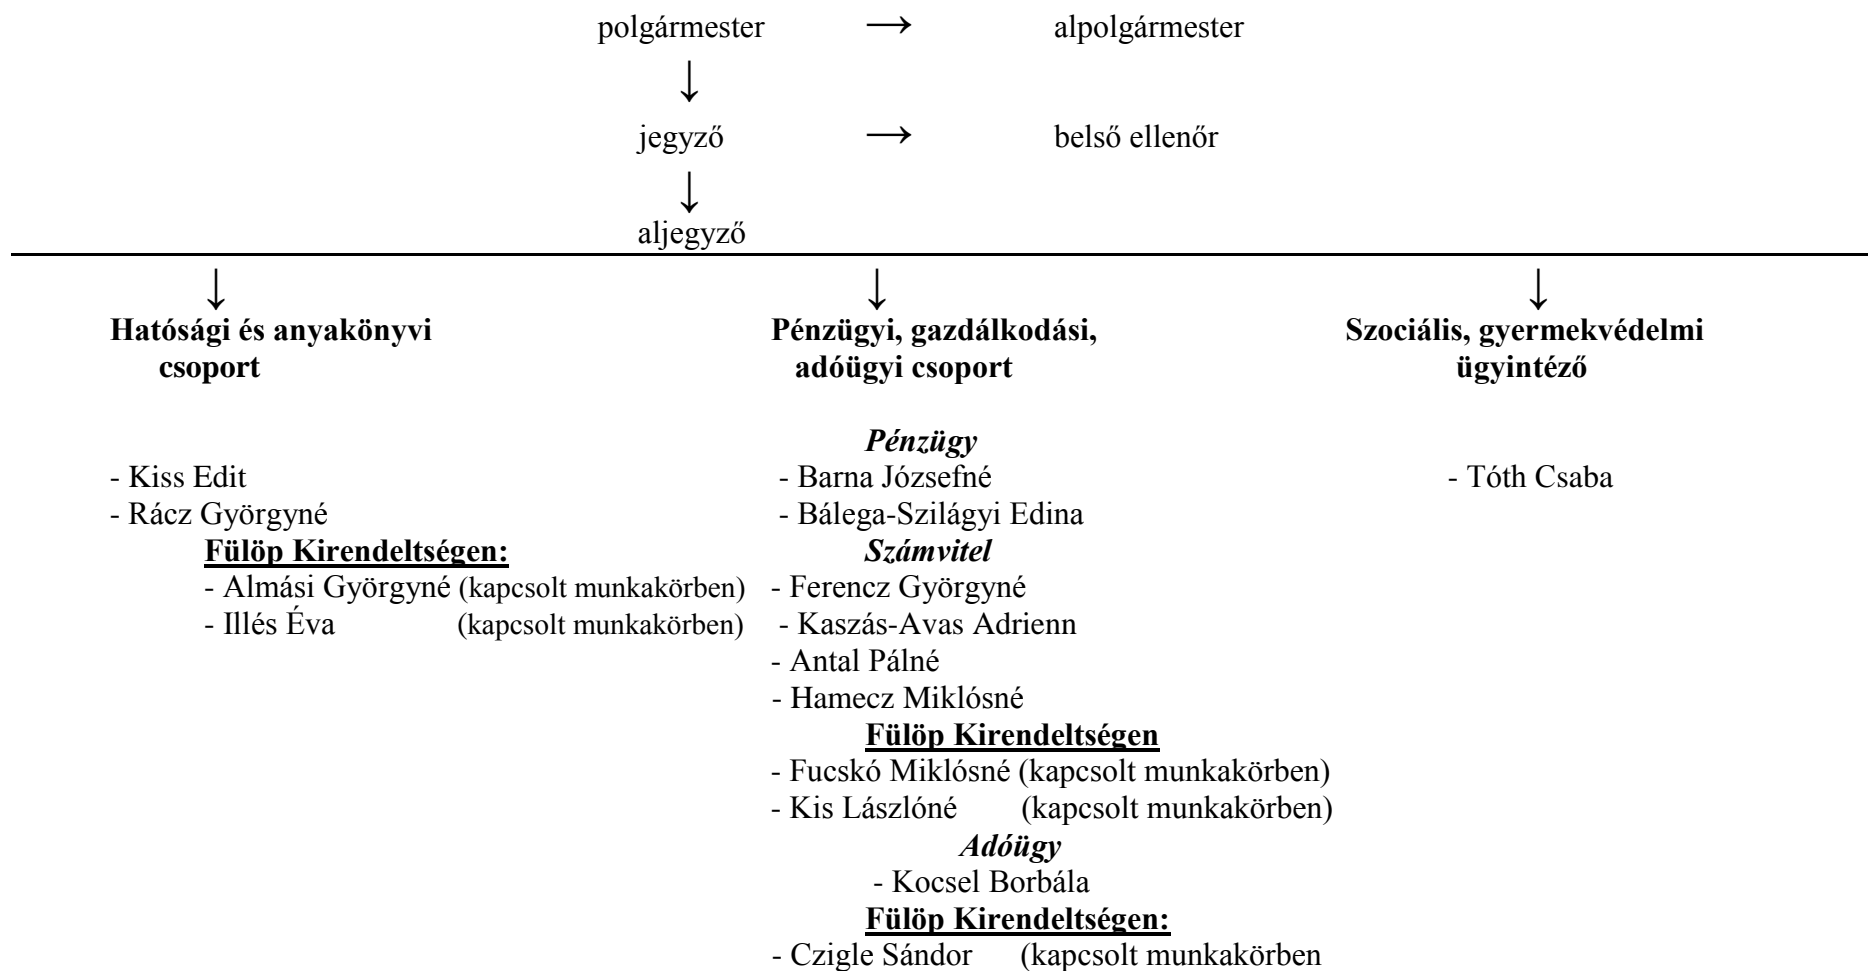 polgármester → alpolgármester
↓
jegyző → belső ellenőr
↓
aljegyző
↓ ↓ ↓
Hatósági és anyakönyvi
csoport
- Kiss Edit
- Rácz Györgyné
Fülöp Kirendeltségen:
- Almási Györgyné (kapcsolt munkakörben)
- Illés Éva (kapcsolt munkakörben)
Pénzügyi, gazdálkodási,
adóügyi csoport
Pénzügy
- Barna Józsefné
- Bálega-Szilágyi Edina
Számvitel
- Ferencz Györgyné
- Kaszás-Avas Adrienn
- Antal Pálné
- Hamecz Miklósné
Fülöp Kirendeltségen
- Fucskó Miklósné (kapcsolt munkakörben)
- Kis Lászlóné (kapcsolt munkakörben)
Adóügy
- Kocsel Borbála
Fülöp Kirendeltségen:
- Czigle Sándor (kapcsolt munkakörben
Szociális, gyermekvédelmi
ügyintéző
- Tóth Csaba